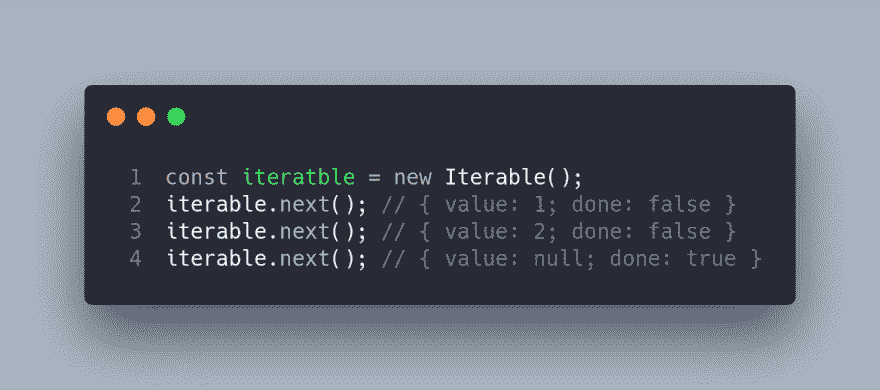 1 const iteratble = new Iterable();
2 iterable.next(); // { value: 1; done: false }
3 iterable.next(); // { value: 2; done: false }
4 iterable.next(); // { value: null; done: true }